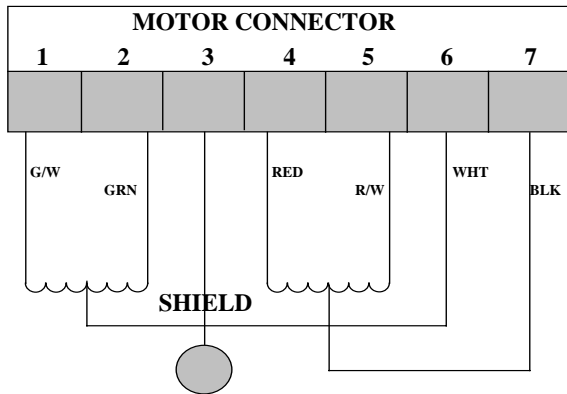 MOTOR CONNECTOR
1 2 3 4 5 6 7
G/W RED WHT
GRN R/W BLK
SHIELD